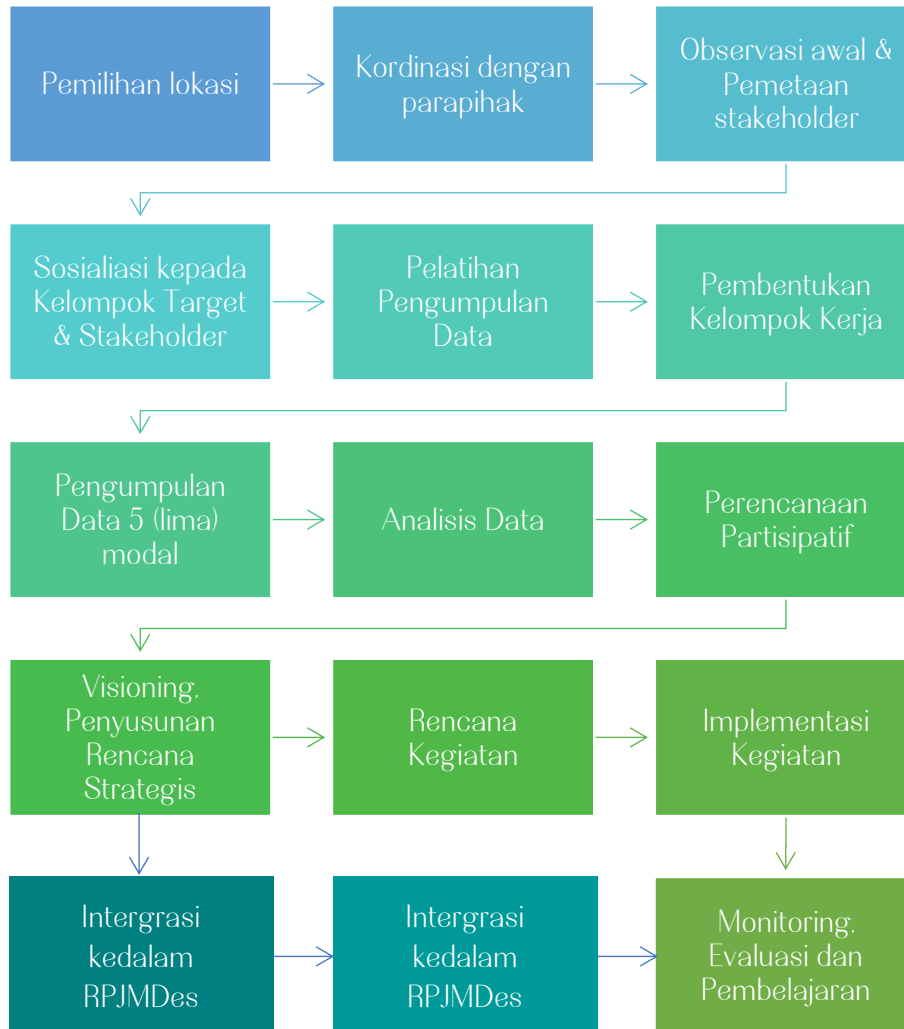 Pemilihan lokasi
Kordinasi dengan
parapihak
Observasi awal &
Pemetaan
stakeholder
Sosialiasi kepada
Kelompok Target
& Stakeholder
Pelatihan
Pengumpulan
Data
Pembentukan
Kelompok Kerja
Pengumpulan
Data 5 (lima)
modal
Analisis Data
Perencanaan
Partisipatif
Visioning,
Penyusunan
Rencana
Strategis
Rencana
Kegiatan
Implementasi
Kegiatan
Intergrasi
kedalam
RPJMDes
Intergrasi
kedalam
RPJMDes
Monitoring,
Evaluasi dan
Pembelajaran